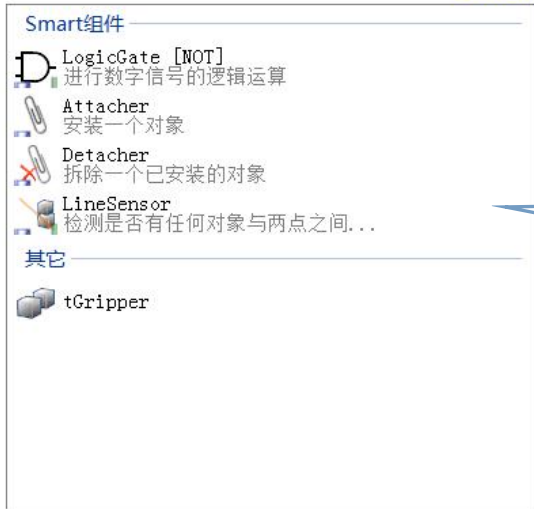 Smart组件
LogicGate [NOT]
进行数字信号的逻辑运算
Attacher
安装一个对象
Detacher
拆除一个已安装的对象
LineSensor
检测是否有任何对象与两点之间...
其它
tGripper